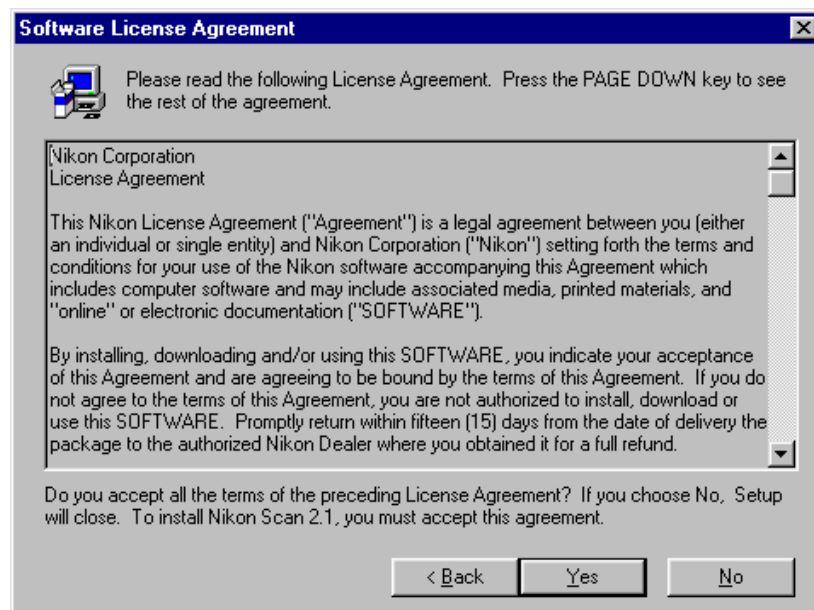 Software License Agreement
Please read the following License Agreement.  Press the PAGE DOWN key to see
the rest of the agreement.
Nikon Corporation
License Agreement
This Nikon License Agreement ("Agreement") is a legal agreement between you (either
an individual or single entity) and Nikon Corporation ("Nikon") setting forth the terms and
conditions for your use of the Nikon software accompanying this Agreement which
includes computer software and may include associated media, printed materials, and
"online" or electronic documentation ("SOFTWARE").
By installing, downloading and/or using this SOFTWARE, you indicate your acceptance
of this Agreement and are agreeing to be bound by the terms of this Agreement.  If you do
not agree to the terms of this Agreement, you are not authorized to install, download or
use this SOFTWARE.  Promptly return within fifteen (15) days from the date of delivery the
package to the authorized Nikon Dealer where you obtained it for a full refund.
Do you accept all the terms of the preceding License Agreement?  If you choose No,  Setup
will close.  To install Nikon Scan 2.1, you must accept this agreement.
< Back Yes No